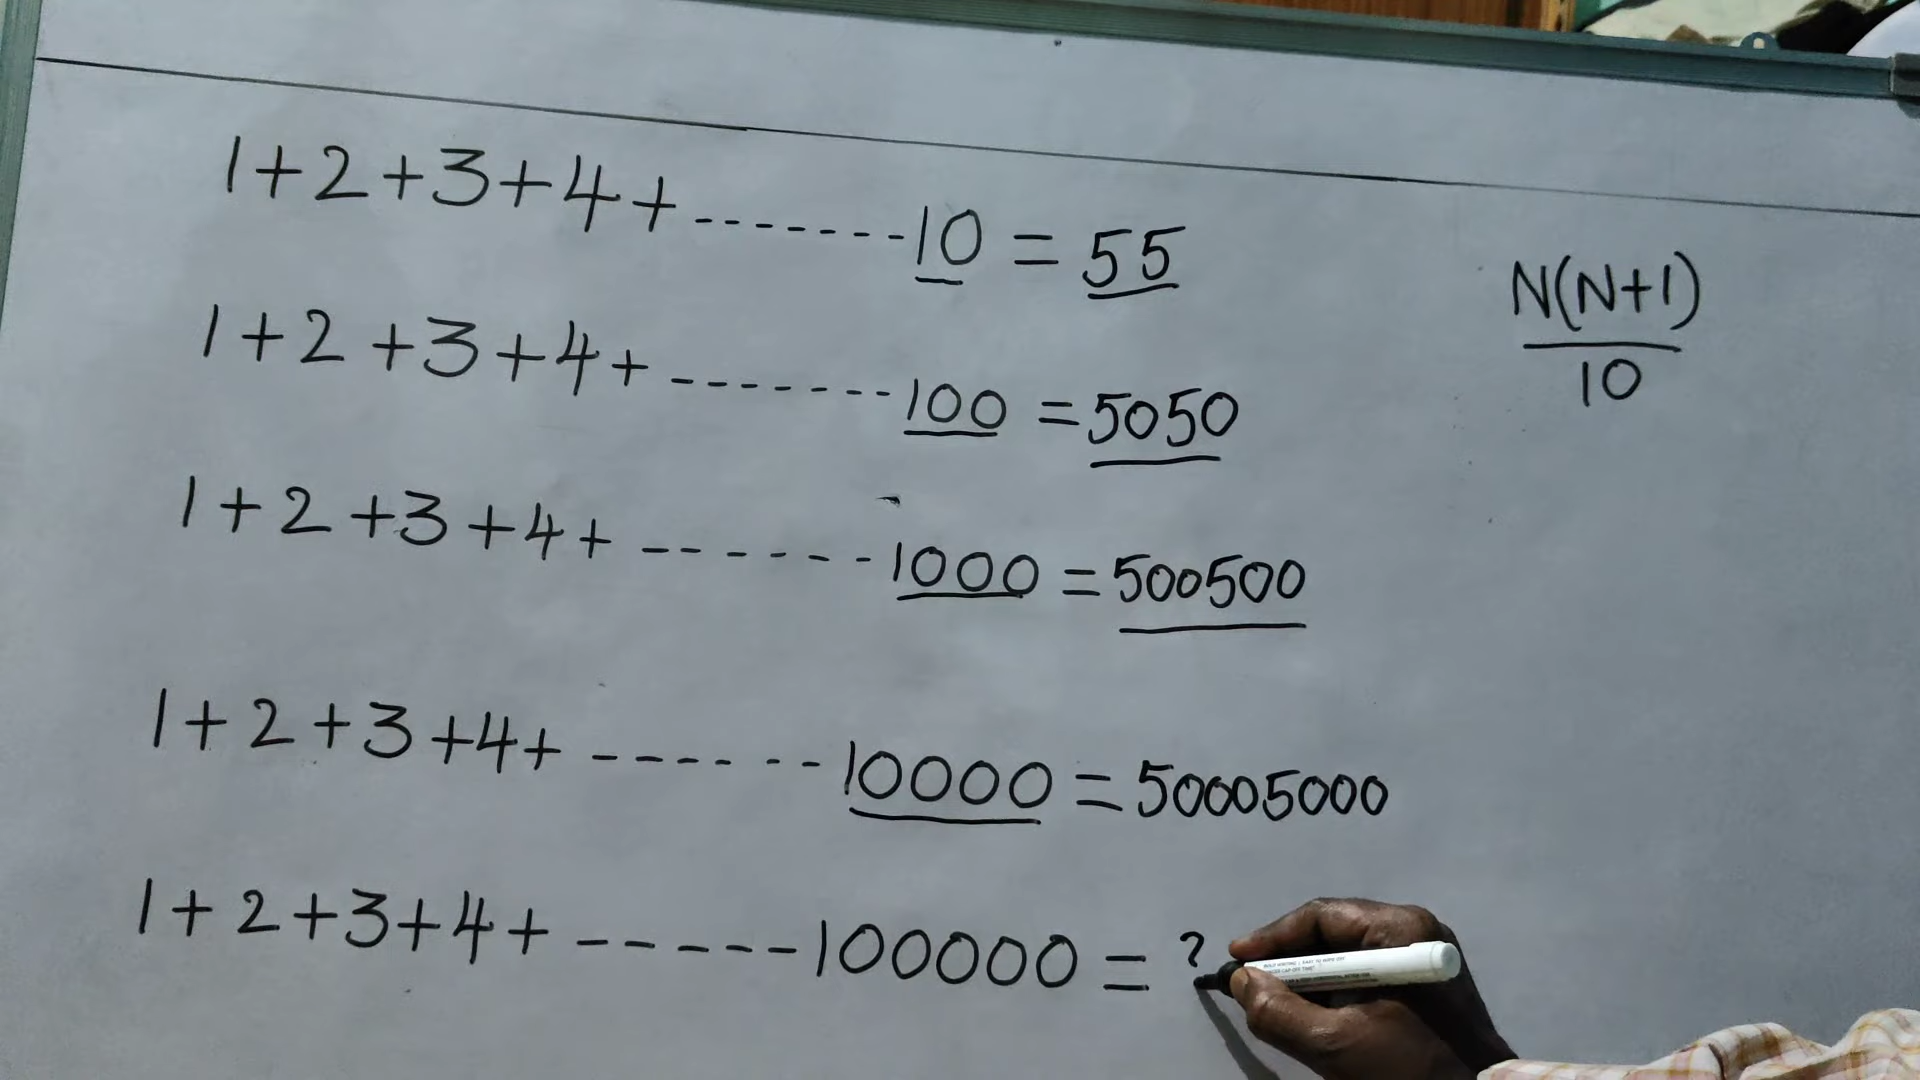 1+2+3+4+-------10 = 55
1+2+3+4+-------100 = 5050
1+2+3+4+------1000 = 500500
1+2+3+4+------10000 = 50005000
1+2+3+4+-----100000 = ?
N(N+1)
10